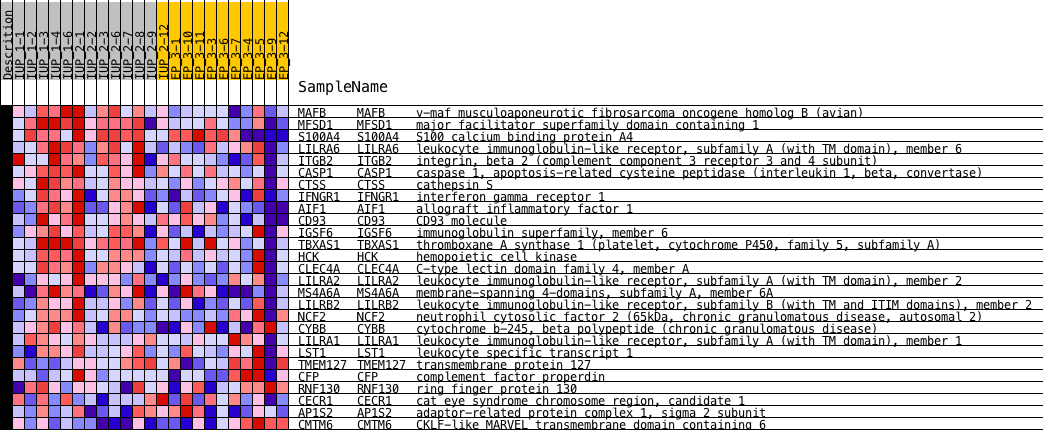 Descrition
IUP_1-1
IUP_1-2
IUP_1-3
IUP_1-4
IUP_1-6
IUP_2-1
IUP_2-2
IUP_2-3
IUP_2-6
IUP_2-7
IUP_2-8
IUP_2-9
IUP_2-12
EP_3-1
EP_3-10
EP_3-11
EP_3-3
EP_3-6
EP_3-7
EP_3-4
EP_3-5
EP_3-9
EP_3-12
SampleName
MAFB MAFB v-maf musculoaponeurotic fibrosarcoma oncogene homolog B (avian)
MFSD1 MFSD1 major facilitator superfamily domain containing 1
S100A4 S100A4 S100 calcium binding protein A4
LILRA6 LILRA6 leukocyte immunoglobulin-like receptor, subfamily A (with TM domain), member 6
ITGB2 ITGB2 integrin, beta 2 (complement component 3 receptor 3 and 4 subunit)
CASP1 CASP1 caspase 1, apoptosis-related cysteine peptidase (interleukin 1, beta, convertase)
CTSS CTSS cathepsin S
IFNGR1 IFNGR1 interferon gamma receptor 1
AIF1 AIF1 allograft inflammatory factor 1
CD93 CD93 CD93 molecule
IGSF6 IGSF6 immunoglobulin superfamily, member 6
TBXAS1 TBXAS1 thromboxane A synthase 1 (platelet, cytochrome P450, family 5, subfamily A)
HCK HCK hemopoietic cell kinase
CLEC4A CLEC4A C-type lectin domain family 4, member A
LILRA2 LILRA2 leukocyte immunoglobulin-like receptor, subfamily A (with TM domain), member 2
MS4A6A MS4A6A membrane-spanning 4-domains, subfamily A, member 6A
LILRB2 LILRB2 leukocyte immunoglobulin-like receptor, subfamily B (with TM and ITIM domains), member 2
NCF2 NCF2 neutrophil cytosolic factor 2 (65kDa, chronic granulomatous disease, autosomal 2)
CYBB CYBB cytochrome b-245, beta polypeptide (chronic granulomatous disease)
LILRA1 LILRA1 leukocyte immunoglobulin-like receptor, subfamily A (with TM domain), member 1
LST1 LST1 leukocyte specific transcript 1
TMEM127 TMEM127 transmembrane protein 127
CFP CFP complement factor properdin
RNF130 RNF130 ring finger protein 130
CECR1 CECR1 cat eye syndrome chromosome region, candidate 1
AP1S2 AP1S2 adaptor-related protein complex 1, sigma 2 subunit
CMTM6 CMTM6 CKLF-like MARVEL transmembrane domain containing 6